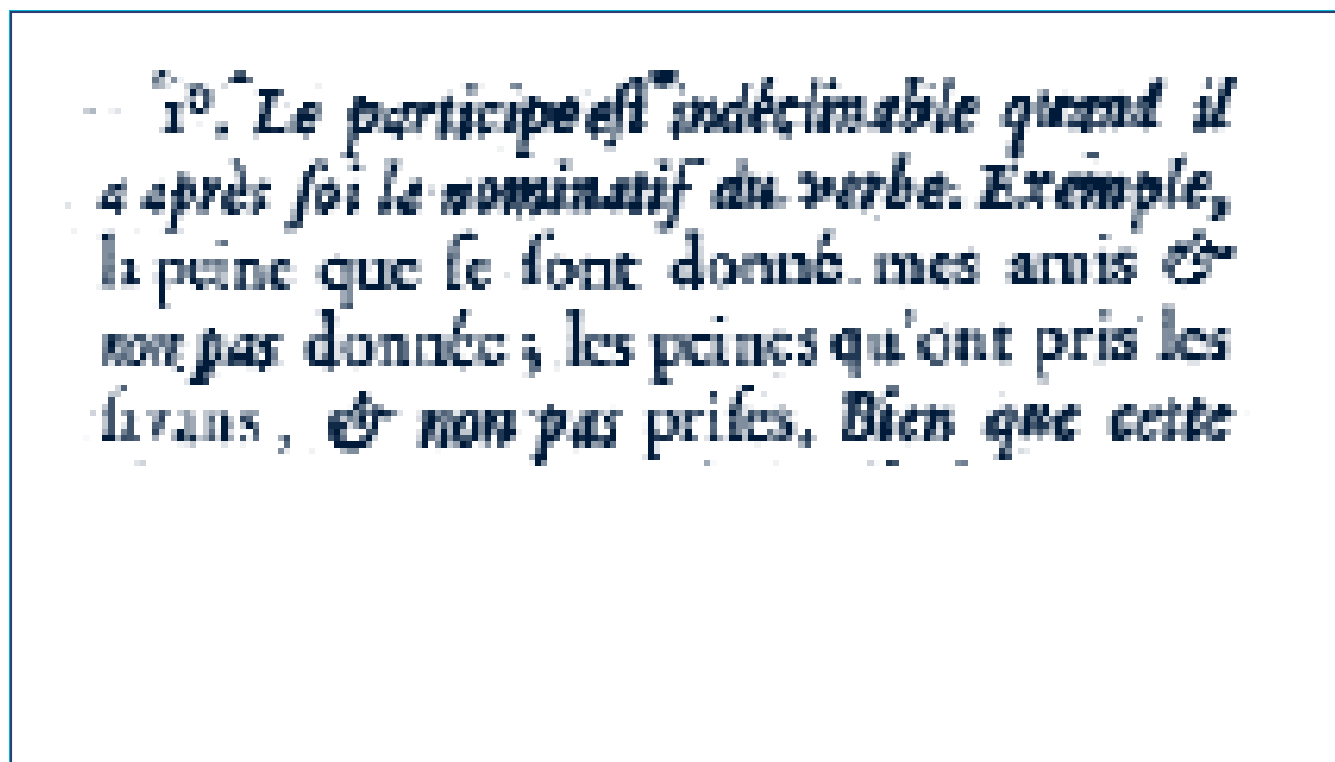 1º. Le participe eſt indéclinable quand il
a après ſoi le nominatif du verbe. Exemple,
la peine que ſe ſont donné mes amis &
non pas donnée ; les peines qu'ont pris les
ſavans, & non pas priſes. Bien que cette